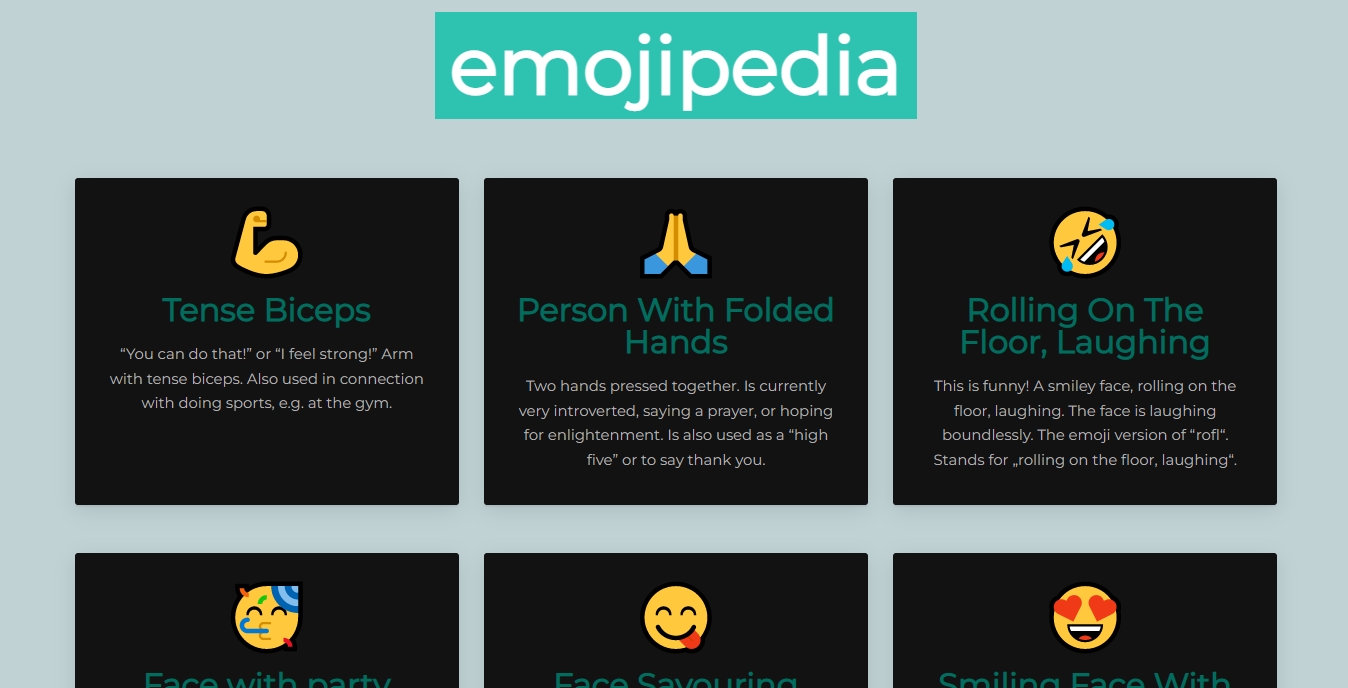 emojipedia
Tense Biceps
“You can do that!” or “I feel strong!” Arm
with tense biceps. Also used in connection
with doing sports, e.g. at the gym.
Person With Folded
Hands
Two hands pressed together. Is currently
very introverted, saying a prayer, or hoping
for enlightenment. Is also used as a “high
five” or to say thank you.
Rolling On The
Floor, Laughing
This is funny! A smiley face, rolling on the
floor, laughing. The face is laughing
boundlessly. The emoji version of “rofl“.
Stands for „rolling on the floor, laughing“.
Face with party
Face Savouring
Smiling Face With